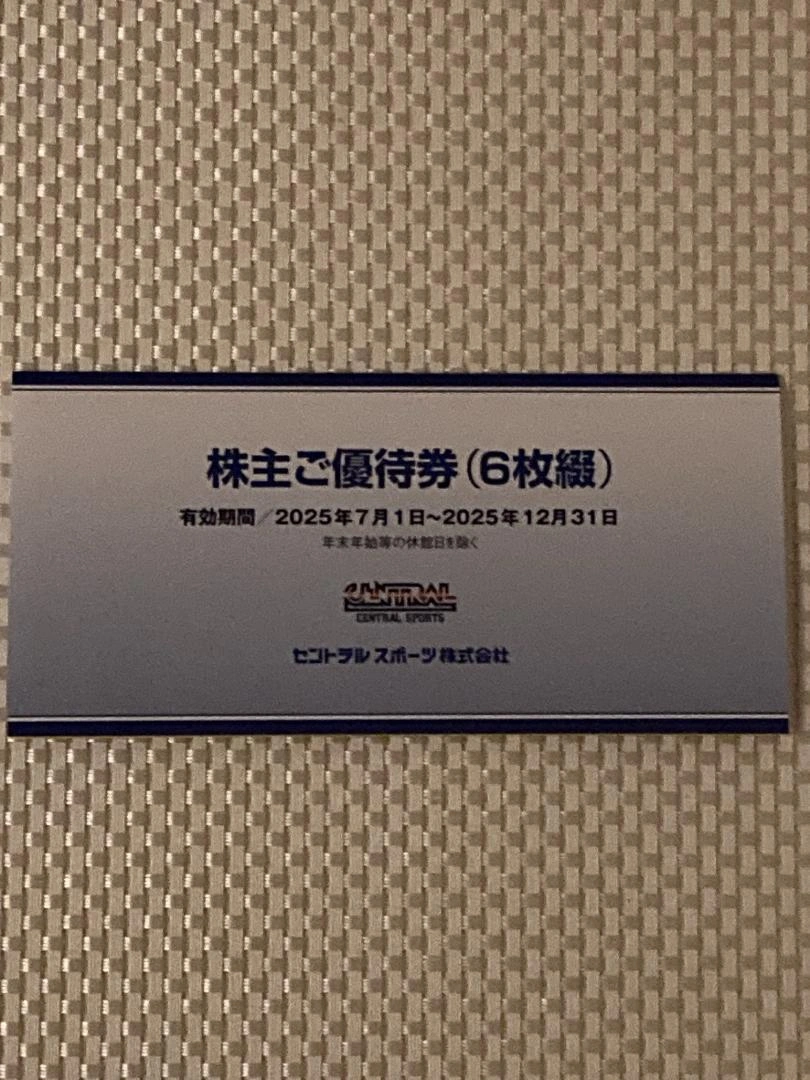 株主ご優待券(6枚綴)
有効期間/2025年7月1日~2025年12月31日
年末年始等の休館日を除く
CENTRAL
CENTRAL SPORTS
セントラルスポーツ株式会社